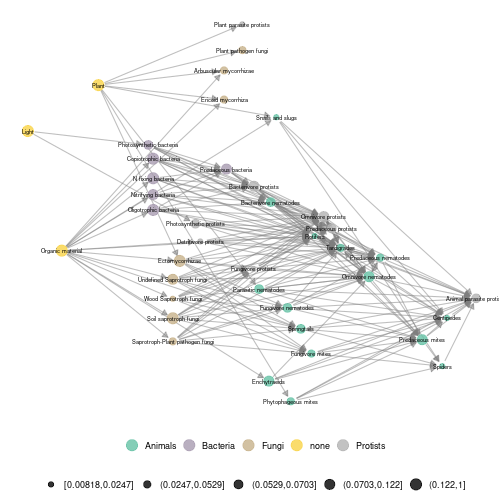 Plant parasite protists
Plant pathogen fungi
Arbuscular mycorrhizae
Plant
Ericoid mycorrhiza
Snails and slugs
Light
Photosynthetic bacteria
Copiotrophic bacteria
Predaceous bacteria
N fixing bacteria
Bacterivore protists
Nitrifying bacteria
Bacterivore nematodes
Oligotrophic bacteria
Omnivore protists
Photosynthetic protists
Predaceous protists
Rotifers
Detritivore protists
Tardigrades
Organic material
Predaceous nematodes
Ectomycorrhizae
Fungivore protists
Omnivore nematodes
Undefined Saprotroph fungi
Parasitic nematodes
Wood Saprotroph fungi
Animal parasite protists
Fungivore nematodes
Soil saprotroph fungi
Centipedes
Springtails
Saprotroph-Plant pathogen fungi
Predaceous mites
Fungivore mites
Spiders
Enchytraeids
Phytophageous mites
Animals
Bacteria
Fungi
none
Protists
[0.00818,0.0247]
(0.0247,0.0529]
(0.0529,0.0703]
(0.0703,0.122]
(0.122,1]